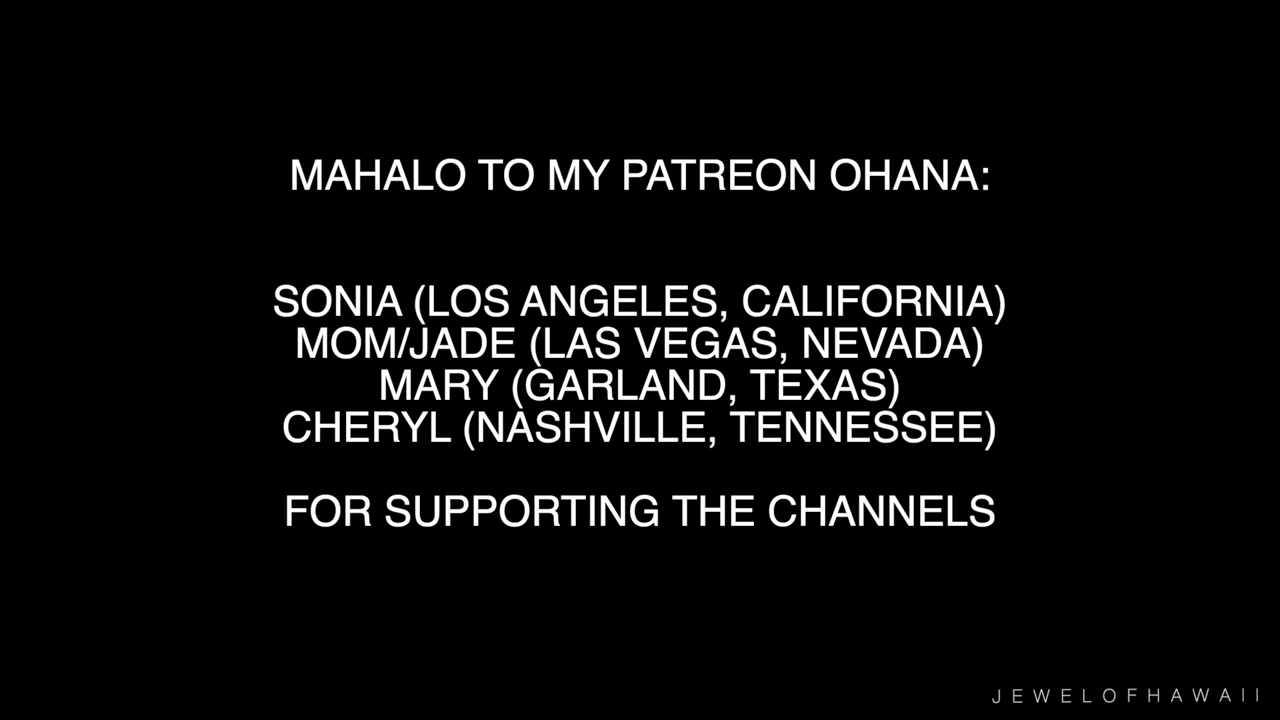 MAHALO TO MY PATREON OHANA:
SONIA (LOS ANGELES, CALIFORNIA)
MOM/JADE (LAS VEGAS, NEVADA)
MARY (GARLAND, TEXAS)
CHERYL (NASHVILLE, TENNESSEE)
FOR SUPPORTING THE CHANNELS
JEWELOFHAWAII